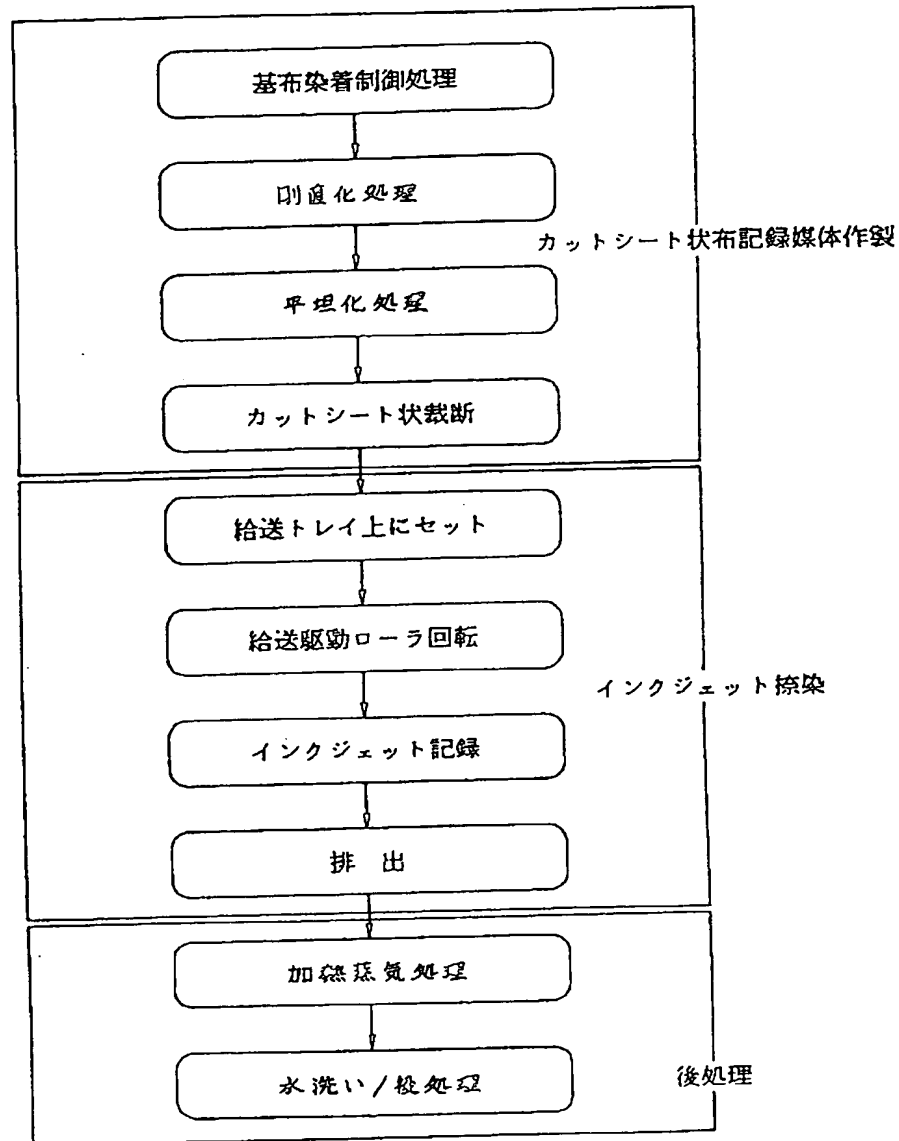 基布染着制御処理
剛直化処理
カットシート状布記録媒体作製
平坦化処理
カットシート状裁断
給送トレイ上にセット
給送駆動ローラ回転
インクジェット捺染
インクジェット記録
排 出
加熱蒸気処理
水洗い/後処理
後処理